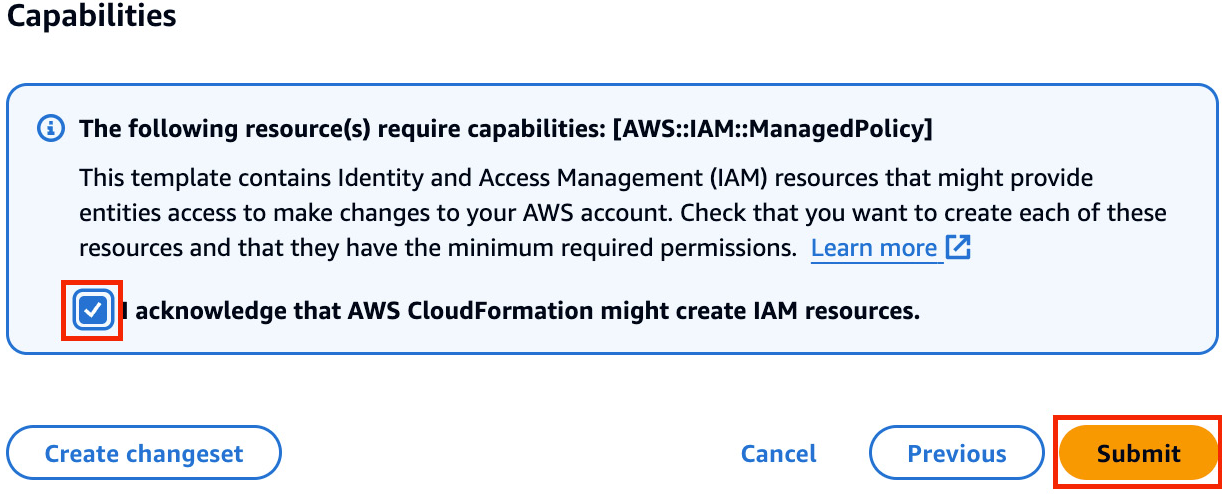 Capabilities
The following resource(s) require capabilities: [AWS::IAM::ManagedPolicy]
This template contains Identity and Access Management (IAM) resources that might provide
entities access to make changes to your AWS account. Check that you want to create each of these
resources and that they have the minimum required permissions. Learn more
I acknowledge that AWS CloudFormation might create IAM resources.
Create changeset Cancel Previous Submit